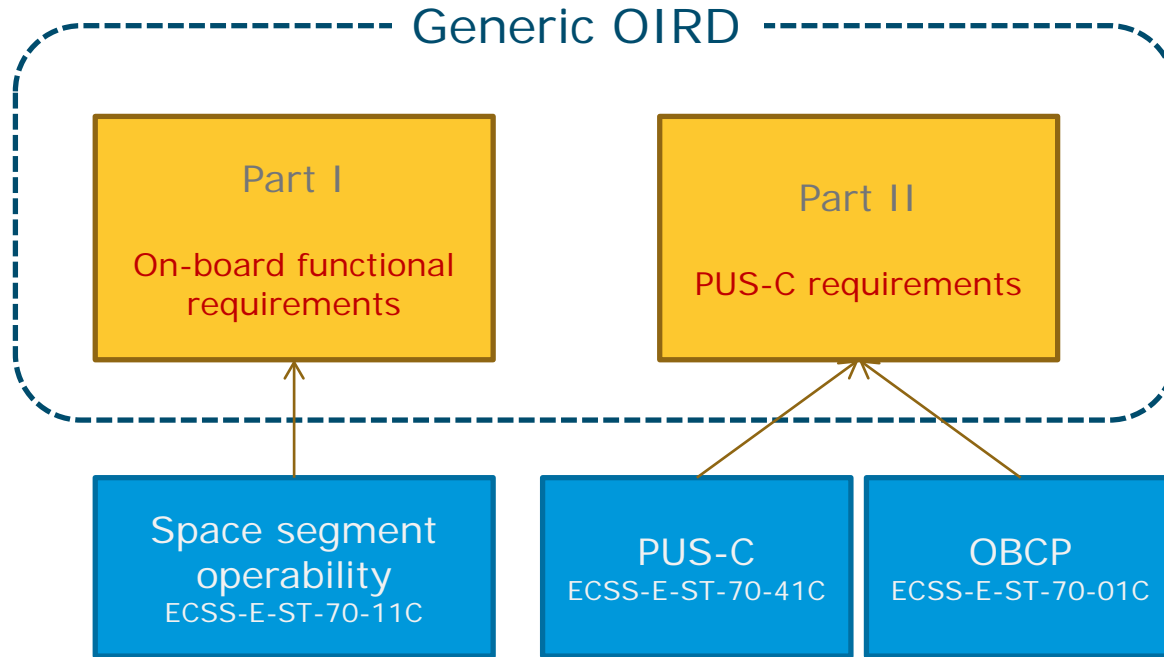 Generic OIRD
Part I
On-board functional
requirements
Part II
PUS-C requirements
Space segment
operability
ECSS-E-ST-70-11C
PUS-C
ECSS-E-ST-70-41C
OBCP
ECSS-E-ST-70-01C